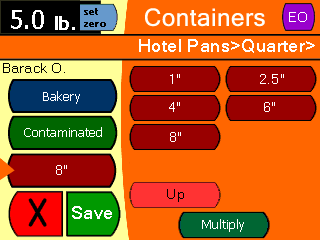 5.0 lb.
set zero
Containers
EO
Hotel Pans>Quarter>
Barack O.
Bakery
Contaminated
8"
X
Save
1"
2.5"
4"
6"
8"
Up
Multiply